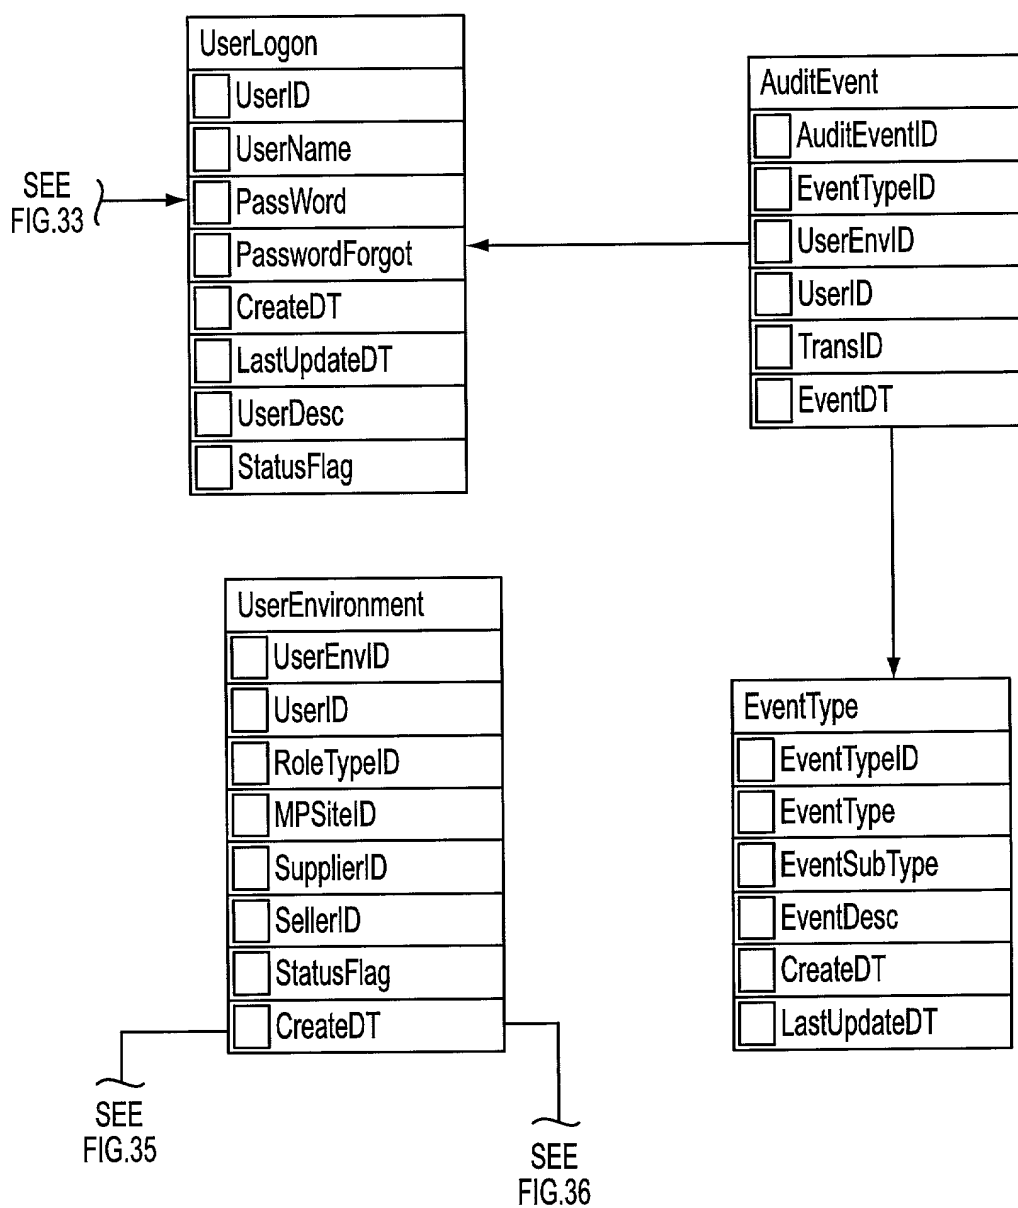 UserLogon
UserID
UserName
PassWord
PasswordForgot
CreateDT
LastUpdateDT
UserDesc
StatusFlag
SEE
FIG.33
AuditEvent
AuditEventID
EventTypeID
UserEnvID
UserID
TransID
EventDT
UserEnvironment
UserEnvID
UserID
RoleTypeID
MPSiteID
SupplierID
SellerID
StatusFlag
CreateDT
EventType
EventTypeID
EventType
EventSubType
EventDesc
CreateDT
LastUpdateDT
SEE
FIG.35
SEE
FIG.36